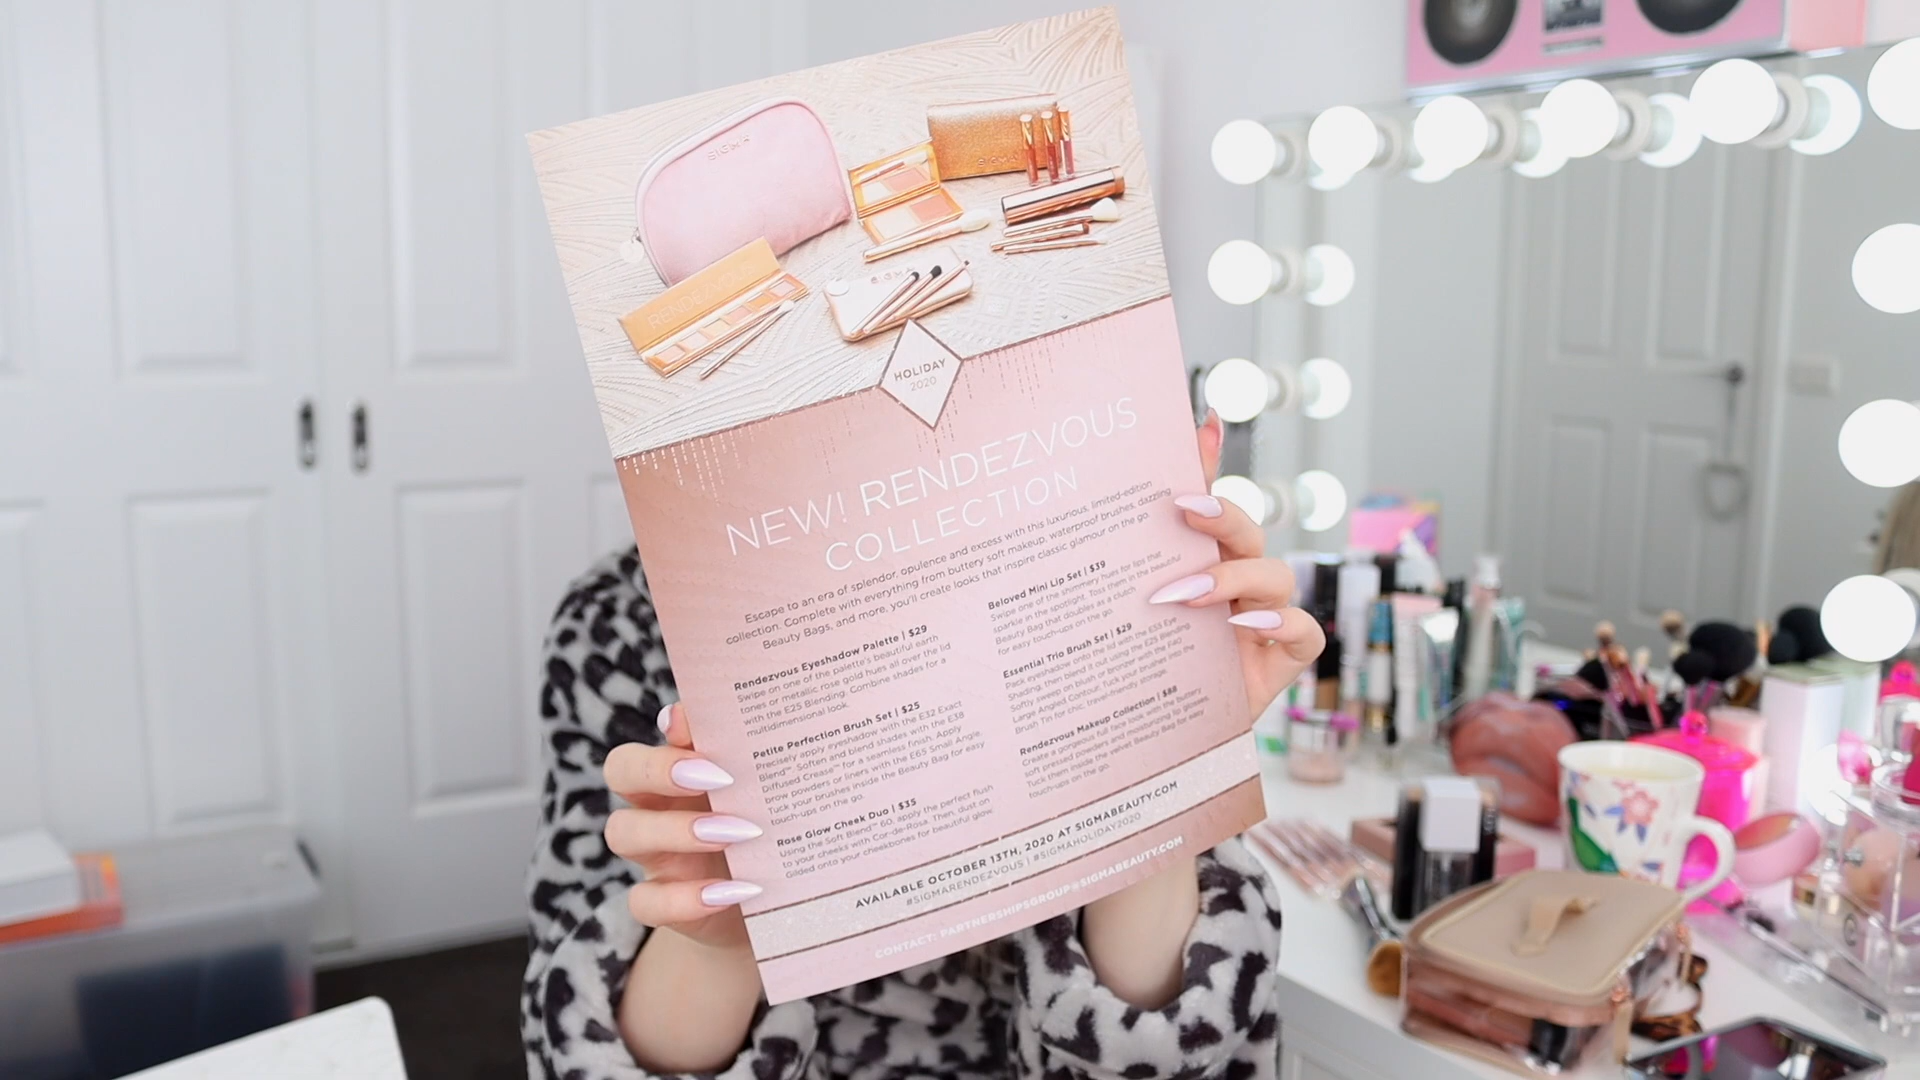 SIGMA
SIGMA
RENDEZVOUS
SIGMA
HOLIDAY
2020
NEW! RENDEZVOUS
COLLECTION
Escape to an era of splendor, opulence and excess with this luxurious, limited-edition
collection. Complete with everything from buttery soft makeup, waterproof brushes, dazzling
Beauty Bags, and more, you'll create looks that inspire classic glamour on the go.
Rendezvous Eyeshadow Palette | $29
Swipe on one of the palette's beautiful earth
tones or metallic rose gold hues all over the lid
with the E25 Blending. Combine shades for a
multidimensional look.
Petite Perfection Brush Set | $25
Precisely apply eyeshadow with the E32 Exact
Blend™. Soften and blend shades with the E38
Diffused Crease™ for a seamless finish. Apply
brow powders or liners with the E65 Small Angle.
Tuck your brushes inside the Beauty Bag for easy
touch-ups on the go.
Rose Glow Cheek Duo | $35
Using the Soft Blend™ 60, apply the perfect flush
to your cheeks with Cor-de-Rosa. Then, dust on
Gilded onto your cheekbones for beautiful glow.
Beloved Mini Lip Set | $39
Swipe one of the shimmery hues for lips that
sparkle in the spotlight. Toss them in the beautiful
Beauty Bag that doubles as a clutch
for easy touch-ups on the go.
Essential Trio Brush Set | $29
Pack eyeshadow onto the lid with the E53 Eye
Shading, then blend it out using the E25 Blending.
Softly sweep on blush or bronzer with the F40
Large Angled Contour. Tuck your brushes into the
Brush Tin for chic, travel-friendly storage.
Rendezvous Makeup Collection | $88
Create a gorgeous full face look with the buttery
soft pressed powders and moisturizing lip glosses.
Tuck them inside the velvet Beauty Bag for easy
touch-ups on the go.
AVAILABLE OCTOBER 13TH, 2020 AT SIGMABEAUTY.COM
#SIGMARENDEZVOUS | #SIGMAHOLIDAY2020
CONTACT: PARTNERSHIPSGROUP@SIGMABEAUTY.COM